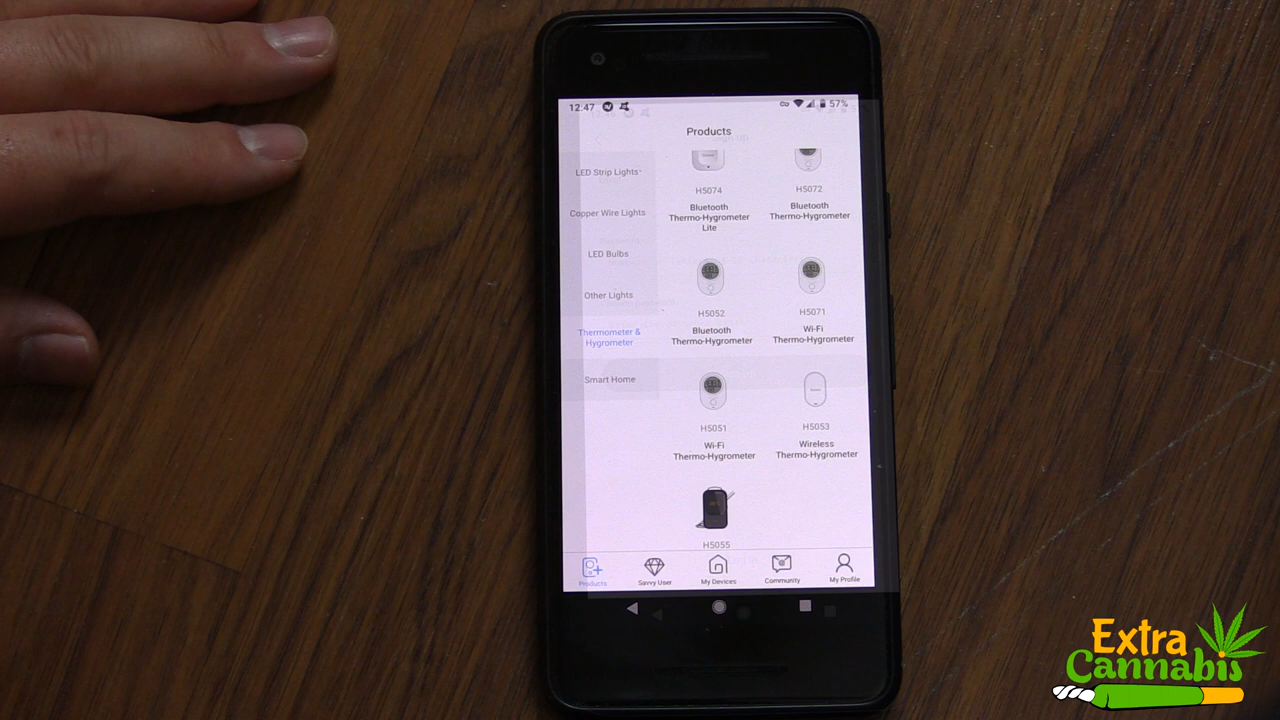 12.47
57%
Products
LED Strip Lights
Copper Wire Lights
LED Bulbs
Other Lights
Thermometer &
Hygrometer
Smart Home
H5074
Bluetooth
Thermo-Hygrometer
Lite
H5072
Bluetooth
Thermo-Hygrometer
H5052
Bluetooth
Thermo-Hygrometer
H5071
Wi-Fi
Thermo-Hygrometer
H5051
Wi-Fi
Thermo-Hygrometer
H5053
Wireless
Thermo-Hygrometer
H5055
Products
Savvy User
My Devices
Community
My Profile
Extra
Cannabis